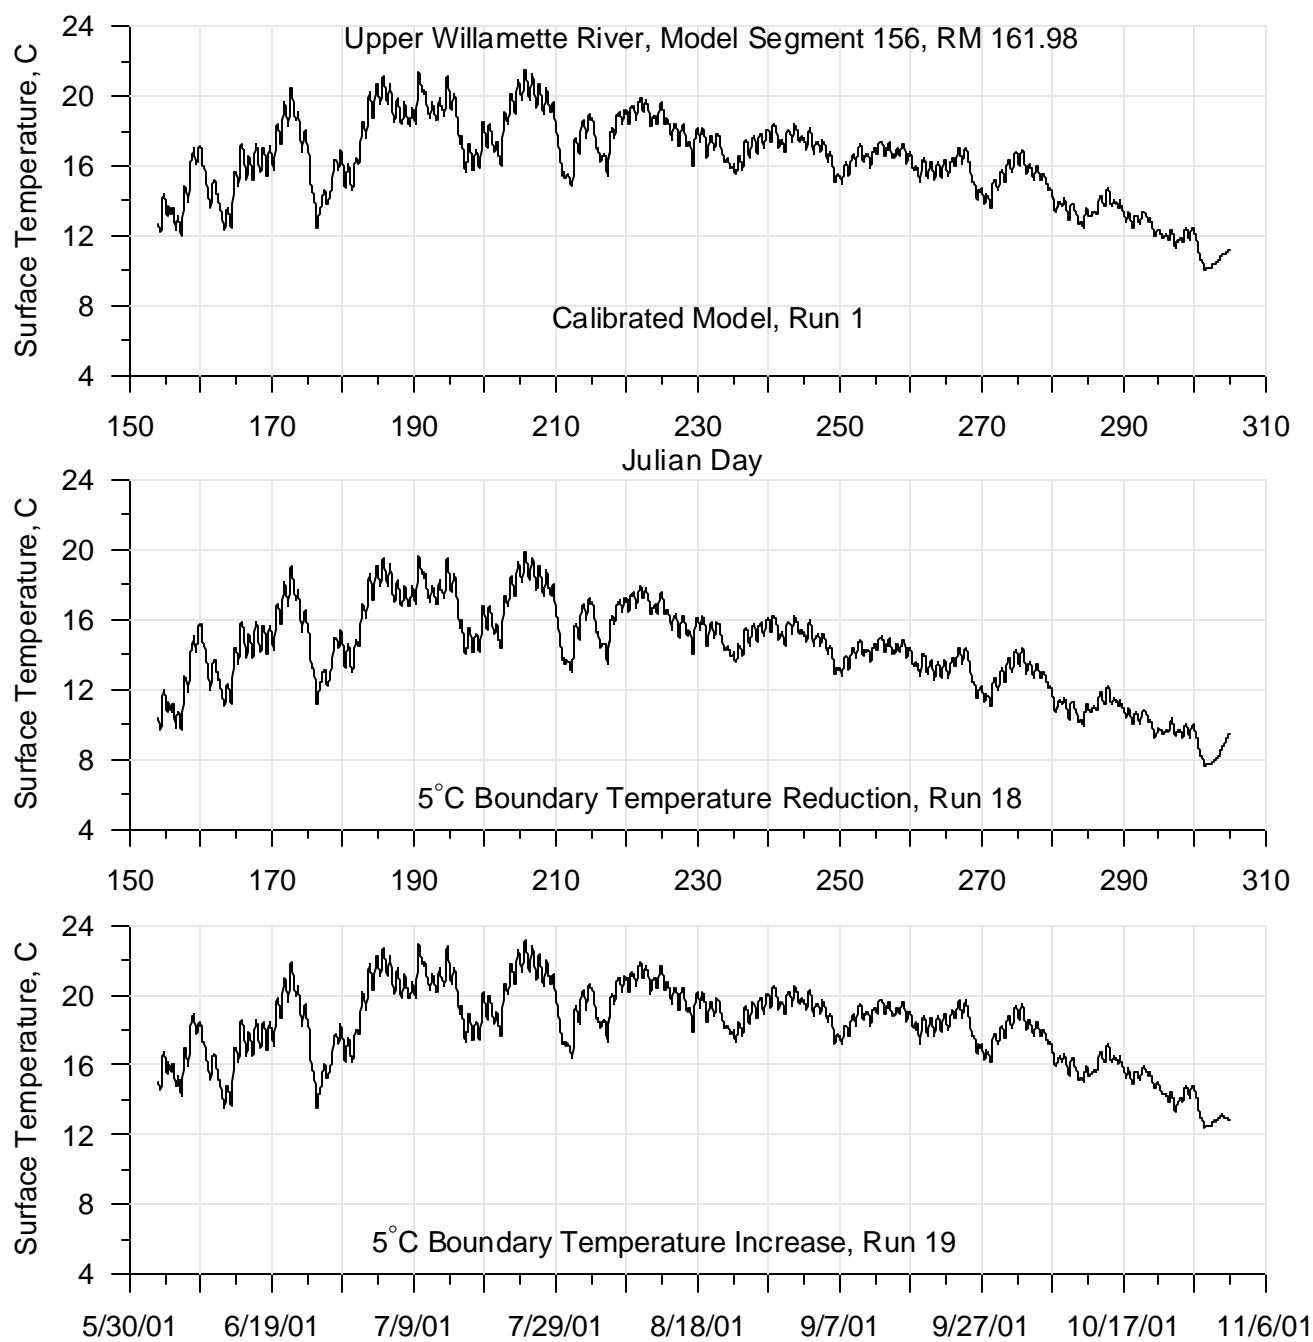 24
Upper Willamette River, Model Segment 156, RM 161.98
20
16
12
8
4
Surface Temperature, C
Calibrated Model, Run 1
150 170 190 210 230 250 270 290 310
Julian Day
24
20
16
12
8
4
Surface Temperature, C
5°C Boundary Temperature Reduction, Run 18
150 170 190 210 230 250 270 290 310
24
20
16
12
8
4
Surface Temperature, C
5°C Boundary Temperature Increase, Run 19
5/30/01 6/19/01 7/9/01 7/29/01 8/18/01 9/7/01 9/27/01 10/17/01 11/6/01